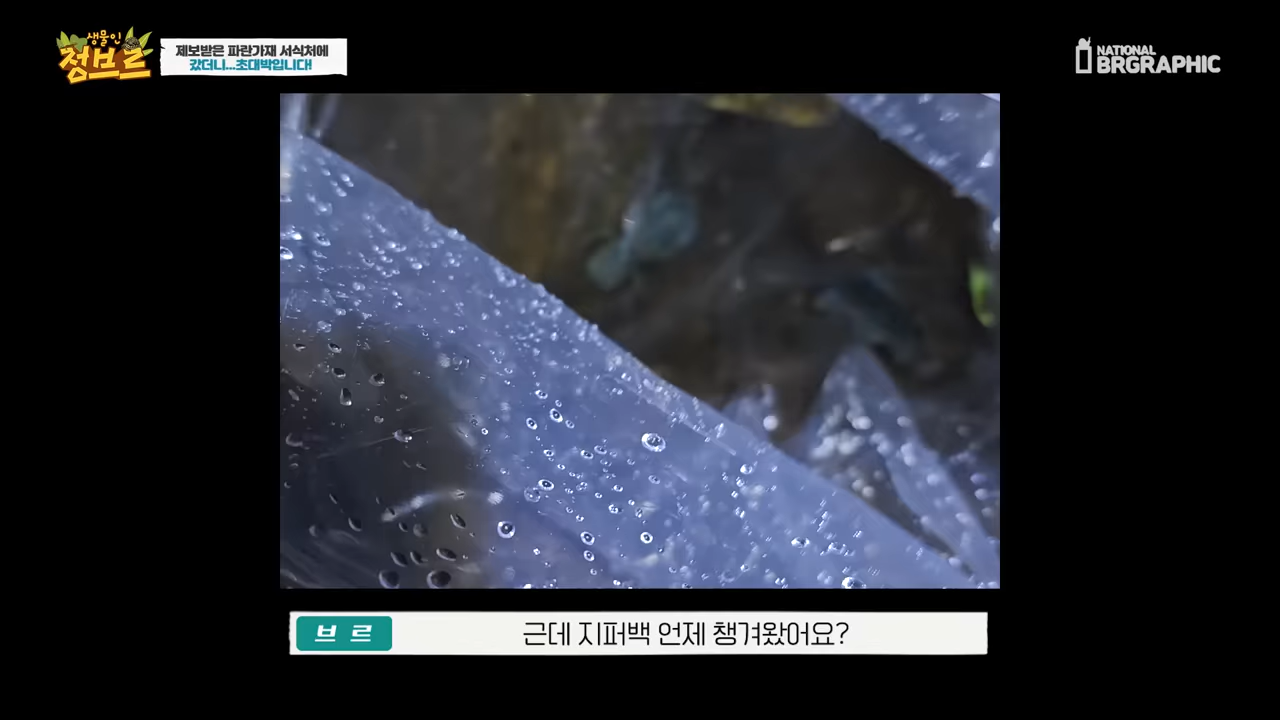 생물인
정브르
제보받은 파란가재 서식처에
갔더니...초대박입니다!
NATIONAL
BRGRAPHIC
브르
근데 지퍼백 언제 챙겨왔어요?